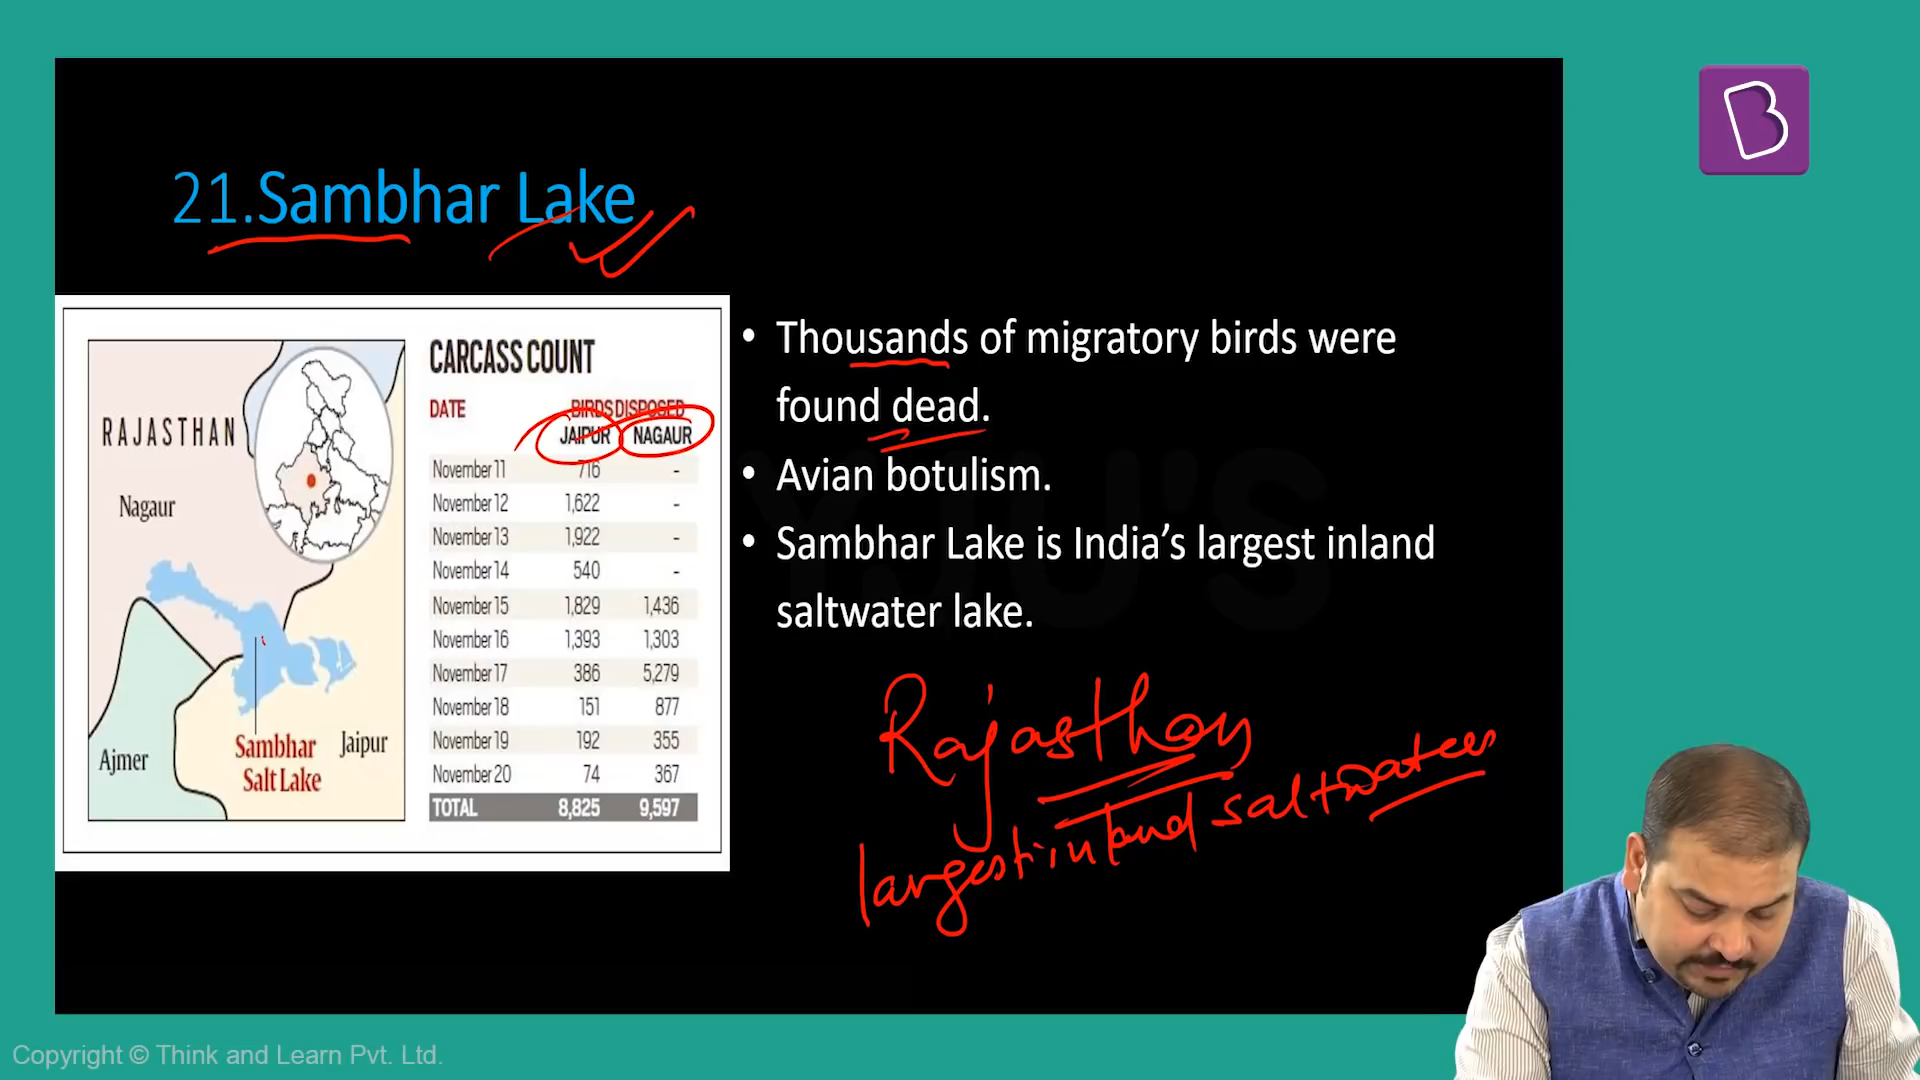 21.Sambhar Lake
RAJASTHAN
Nagaur
Ajmer
Sambhar
Salt Lake
Jaipur
CARCASS COUNT
DATE BIRDS DISPOSED
JAIPUR NAGAUR
November 11 716 -
November 12 1,622 -
November 13 1,922 -
November 14 540 -
November 15 1,829 1,436
November 16 1,393 1,303
November 17 386 5,279
November 18 151 877
November 19 192 355
November 20 74 367
TOTAL 8,825 9,597
• Thousands of migratory birds were
found dead.
• Avian botulism.
• Sambhar Lake is India’s largest inland
saltwater lake.
Rajasthan
largest inland saltwater
B
Copyright © Think and Learn Pvt. Ltd.